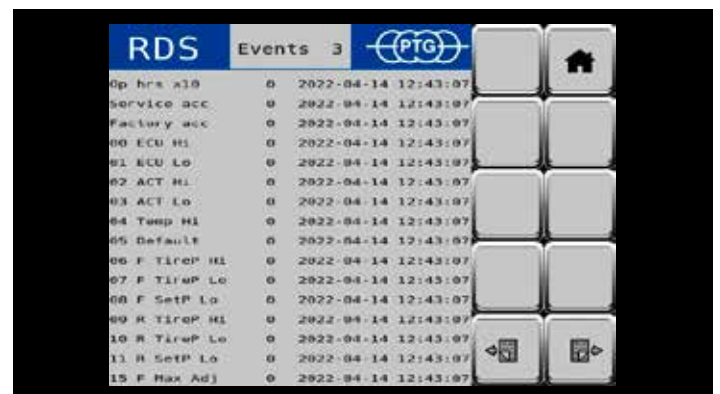 RDS Events 3 PTG
Op hrs x10 0 2022-04-14 12:43:07
Service acc 0 2022-04-14 12:43:07
Factory acc 0 2022-04-14 12:43:07
00 ECU Hi 0 2022-04-14 12:43:07
01 ECU Lo 0 2022-04-14 12:43:07
02 ACT Hi 0 2022-04-14 12:43:07
03 ACT Lo 0 2022-04-14 12:43:07
04 Temp Hi 0 2022-04-14 12:43:07
05 Default 0 2022-04-14 12:43:07
06 F TireP Hi 0 2022-04-14 12:43:07
07 F TireP Lo 0 2022-04-14 12:43:07
08 F SetP Lo 0 2022-04-14 12:43:07
09 R TireP Hi 0 2022-04-14 12:43:07
10 R TireP Lo 0 2022-04-14 12:43:07
11 R SetP Lo 0 2022-04-14 12:43:07
15 F Max Adj 0 2022-04-14 12:43:07